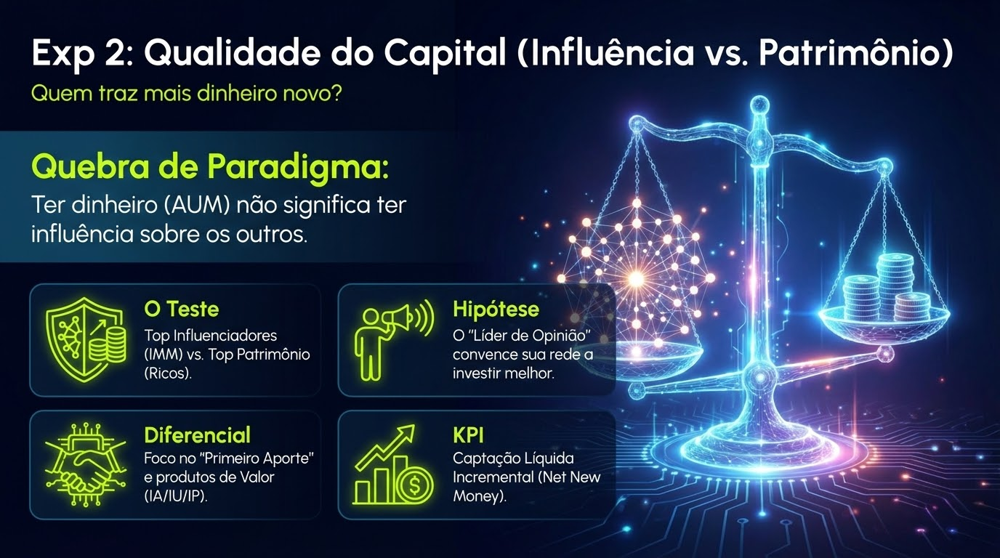 Exp 2: Qualidade do Capital (Influência vs. Patrimônio)
Quem traz mais dinheiro novo?
Quebra de Paradigma:
Ter dinheiro (AUM) não significa ter
influência sobre os outros.
O Teste
Top Influenciadores
(IMM) vs. Top Patrimônio
(Ricos).
Hipótese
O "Líder de Opinião"
convence sua rede a
investir melhor.
Diferencial
Foco no "Primeiro Aporte"
e produtos de Valor
(IA/IU/IP).
KPI
Captação Líquida
Incremental (Net New
Money).
$